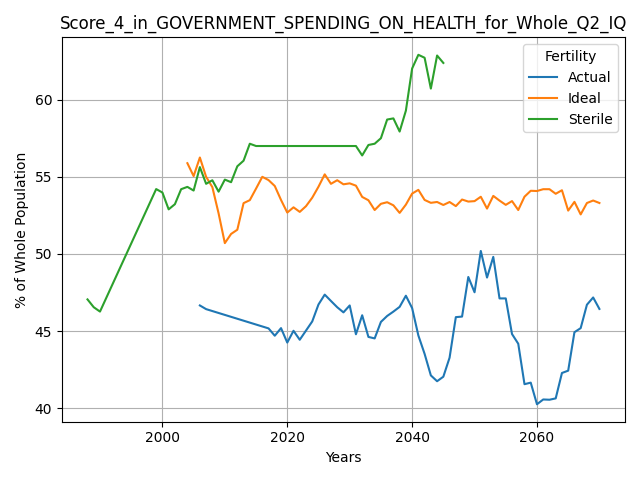 Score_4_in_GOVERNMENT_SPENDING_ON_HEALTH_for_Whole_Q2_IQ
Fertility
Actual
Ideal
Sterile
% of Whole Population
60
55
50
45
40
2000
2020
2040
2060
Years